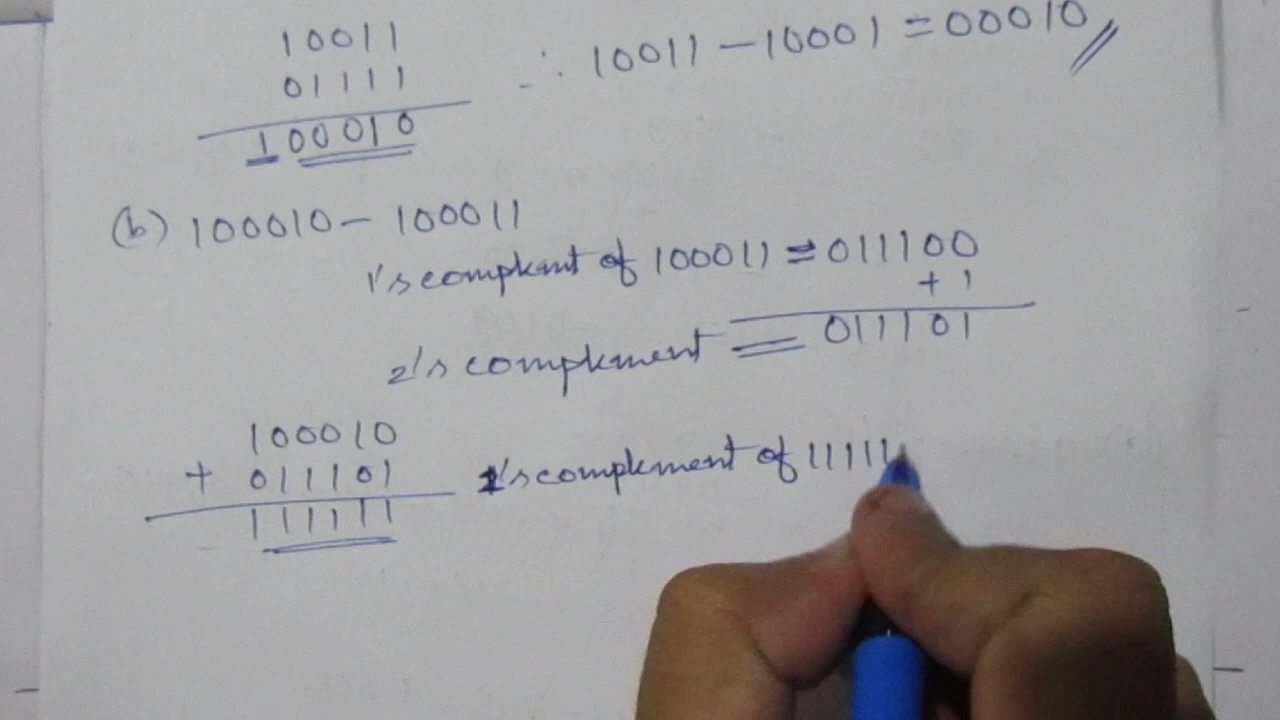 10011 ∴ 10011 - 10001 = 00010
01111
100010
(b) 100010 - 100011
1's complemt of 100011 = 011100
+ 1
2's complement = 011101
100010
+ 011101 1's complement of 11111
111111